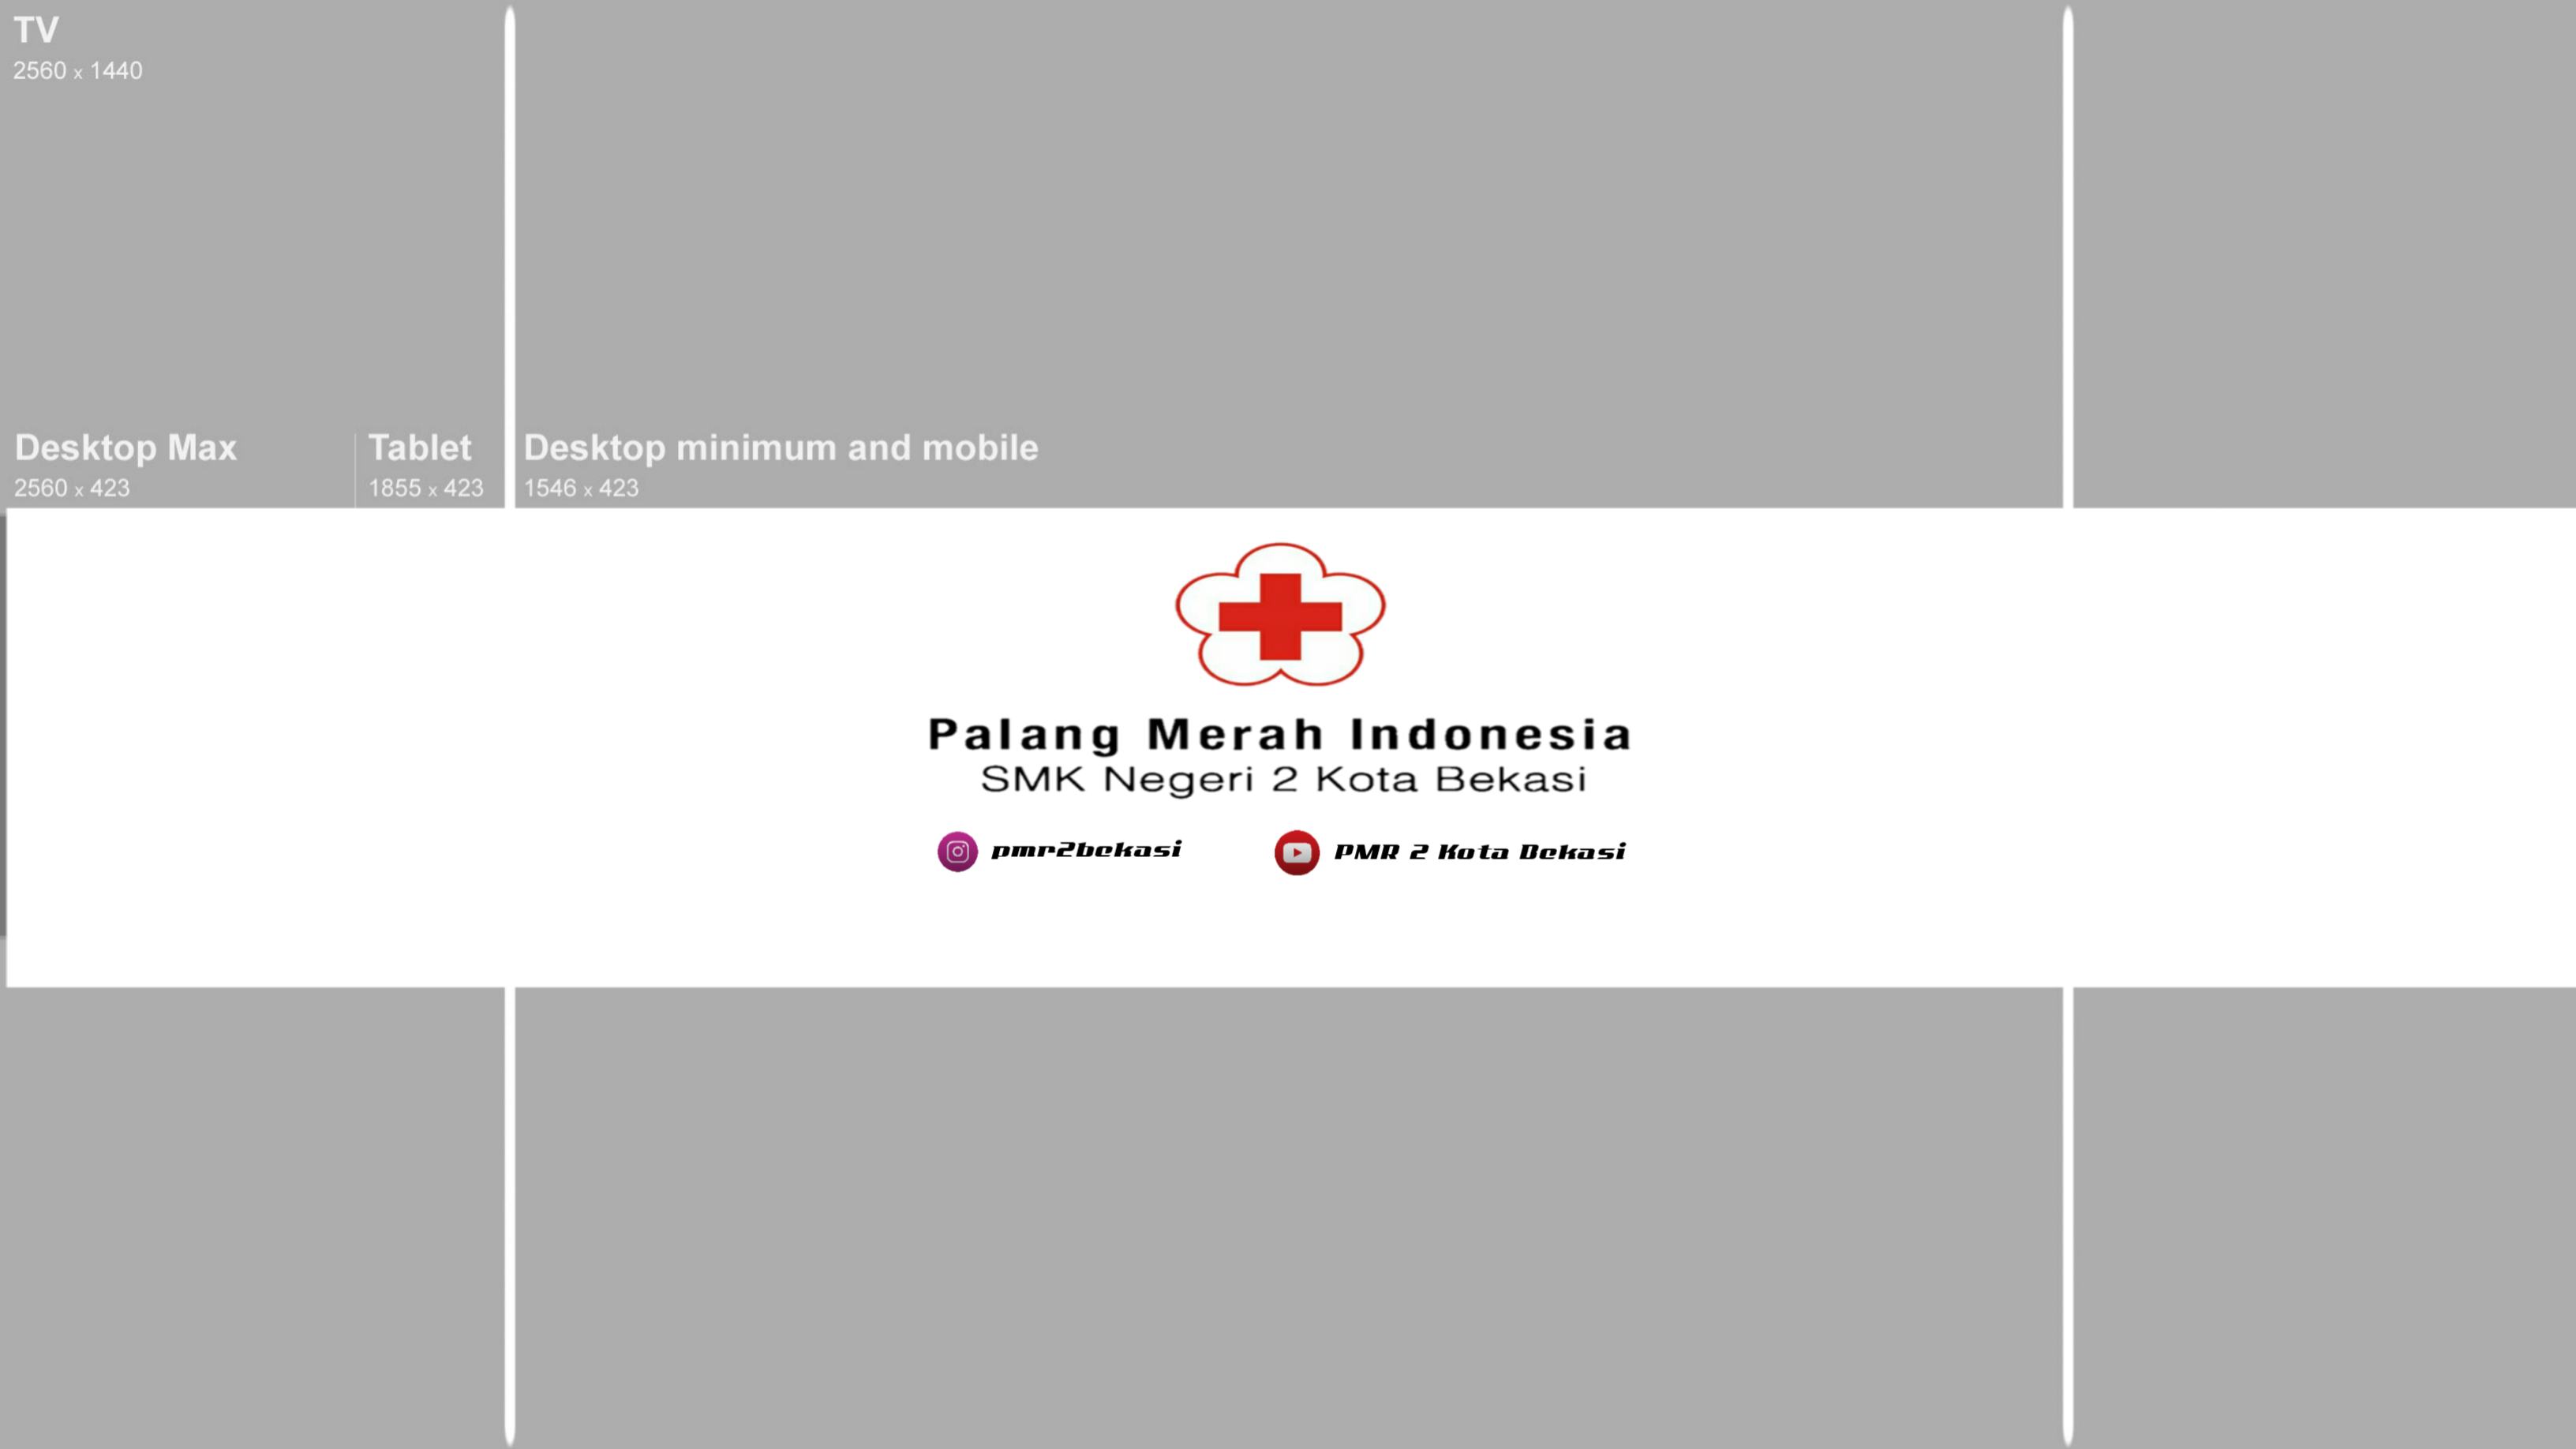 TV
2560 x 1440
Desktop Max
2560 x 423
Tablet
1855 x 423
Desktop minimum and mobile
1546 x 423
Palang Merah Indonesia
SMK Negeri 2 Kota Bekasi
pmr2bekasi
PMR 2 Kota Bekasi